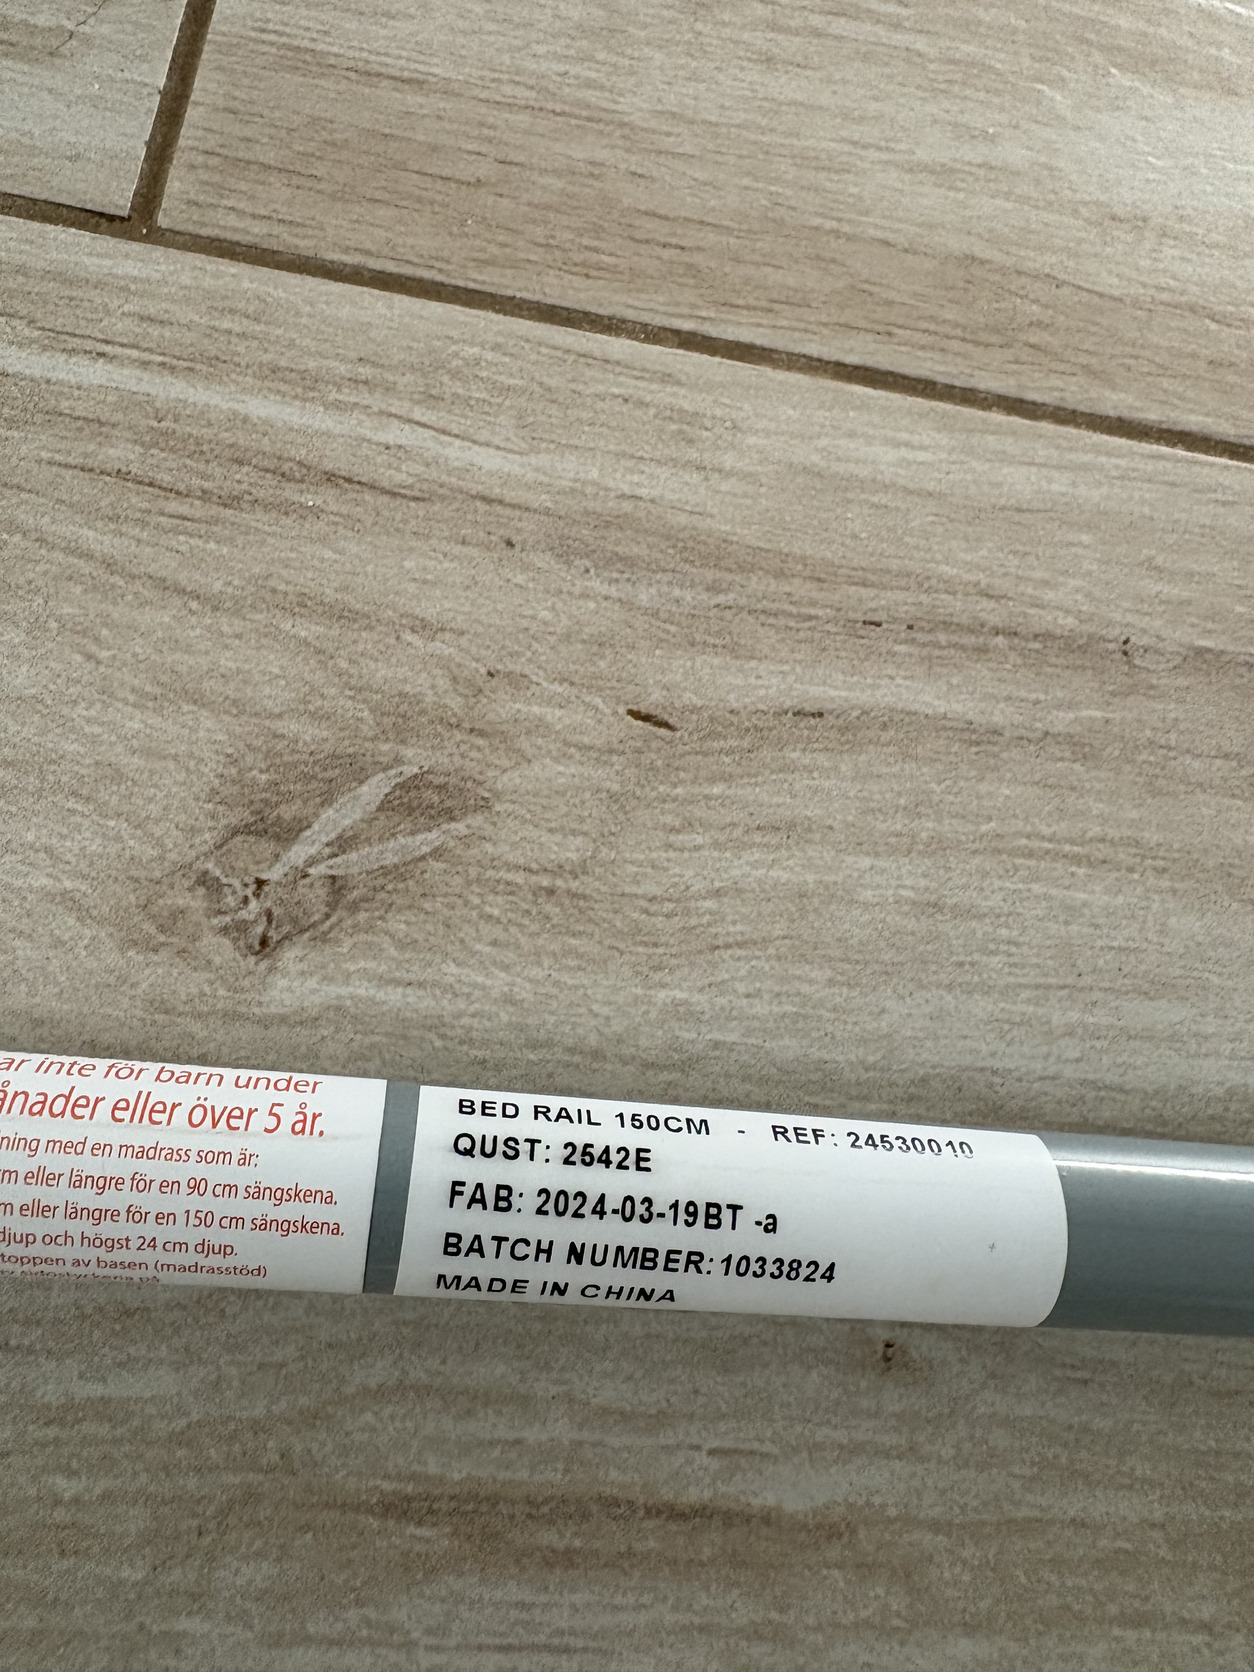 ar inte för barn under
ånader eller över 5 år.
ning med en madrass som är:
m eller längre för en 90 cm sängskena.
m eller längre för en 150 cm sängskena.
djup och högst 24 cm djup.
toppen av basen (madrasstöd)
BED RAIL 150CM - REF: 24530010
QUST: 2542E
FAB: 2024-03-19BT -a
BATCH NUMBER:1033824
MADE IN CHINA